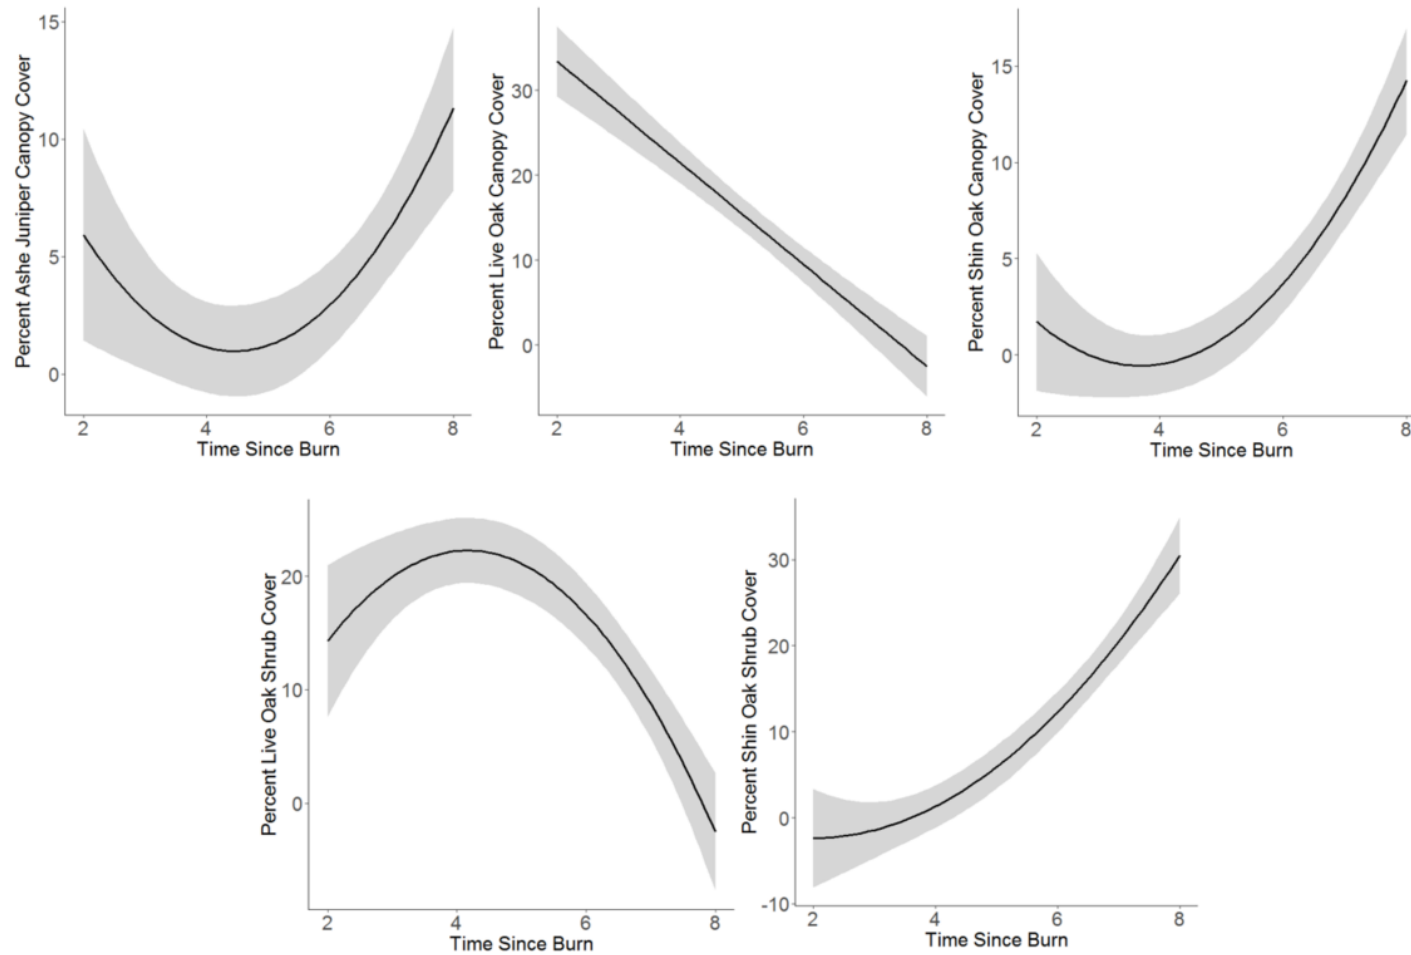 Percent Ashe Juniper Canopy Cover
15
10
5
0
2 4 6 8
Time Since Burn
Percent Live Oak Canopy Cover
30
20
10
0
2 4 6 8
Time Since Burn
Percent Shin Oak Canopy Cover
15
10
5
0
2 4 6 8
Time Since Burn
Percent Live Oak Shrub Cover
20
10
0
2 4 6 8
Time Since Burn
Percent Shin Oak Shrub Cover
30
20
10
0
-10
2 4 6 8
Time Since Burn